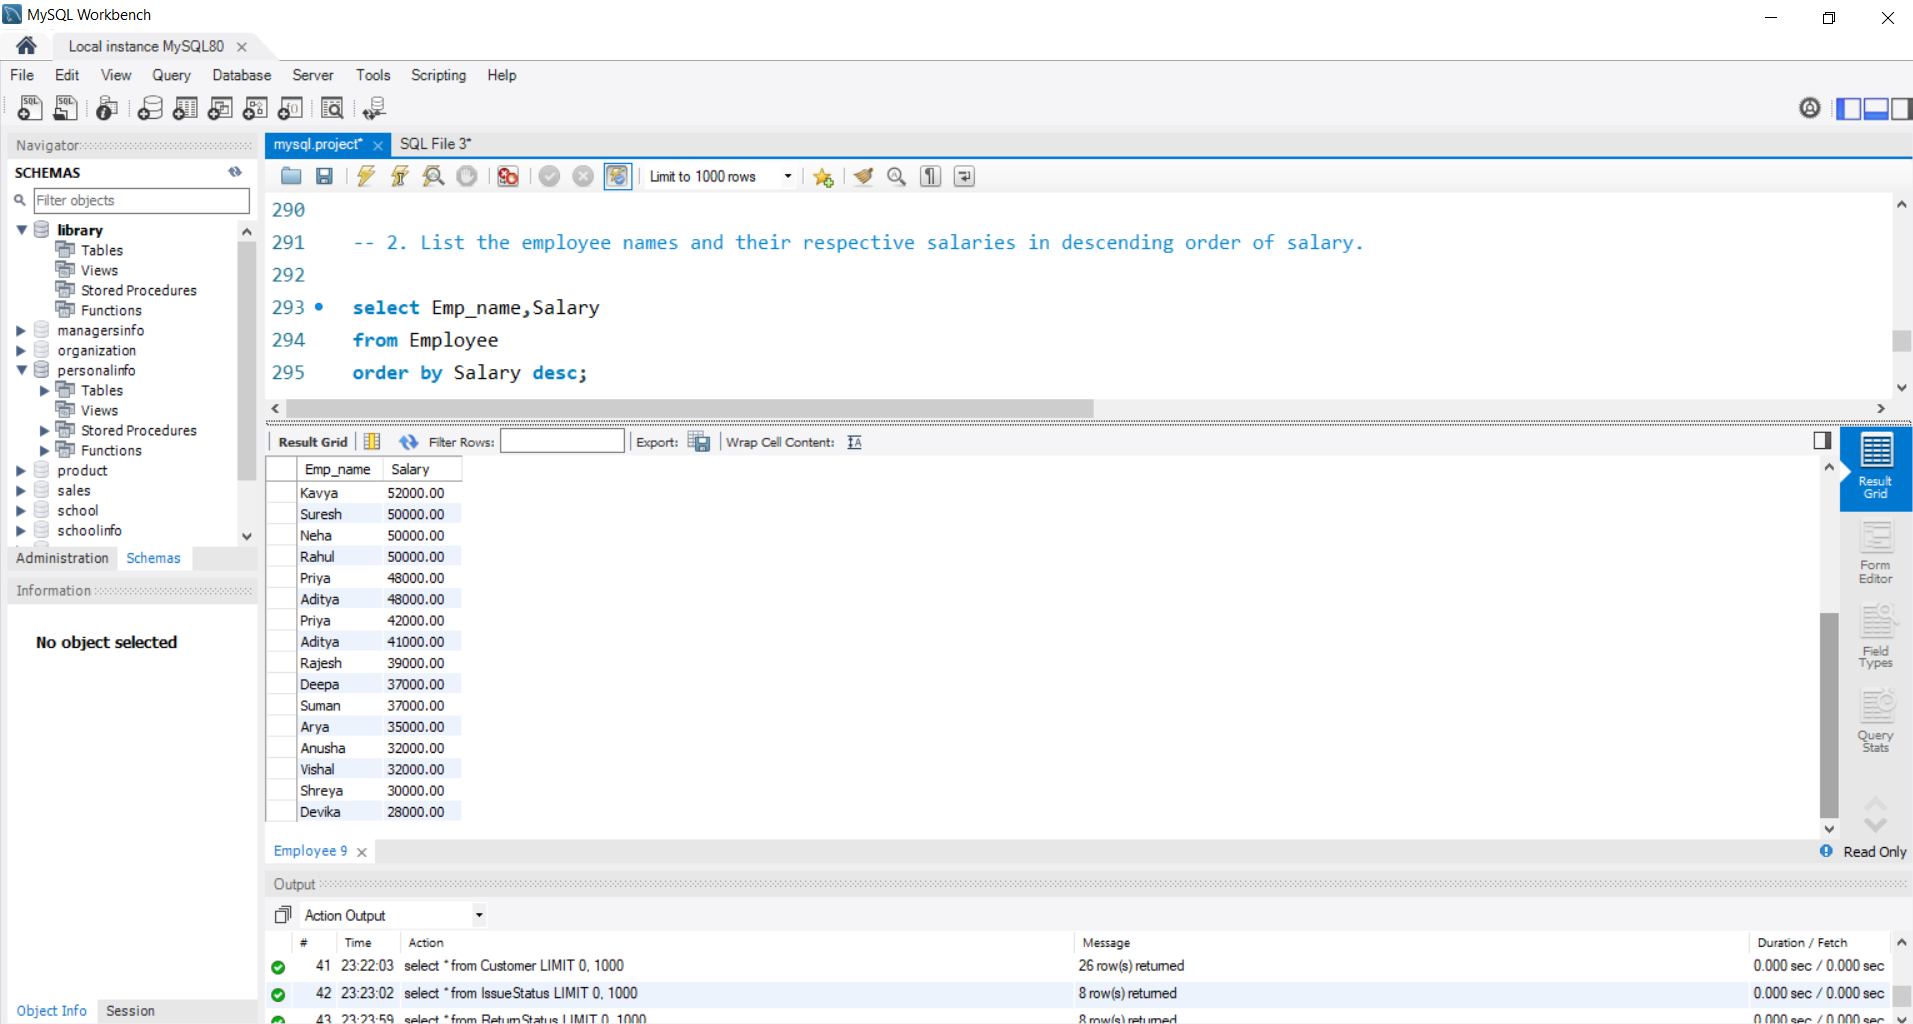 MySQL Workbench
Local instance MySQL80
File Edit View Query Database Server Tools Scripting Help
Navigator
SCHEMAS
Filter objects
library
Tables
Views
Stored Procedures
Functions
managersinfo
organization
personalinfo
Tables
Views
Stored Procedures
Functions
product
sales
school
schoolinfo
Administration Schemas
Information
No object selected
Object Info Session
mysql.project* SQL File 3*
Limit to 1000 rows
290
291 -- 2. List the employee names and their respective salaries in descending order of salary.
292
293 select Emp_name,Salary
294 from Employee
295 order by Salary desc;
Result Grid Filter Rows: Export: Wrap Cell Content:
Emp_name Salary
Kavya 52000.00
Suresh 50000.00
Neha 50000.00
Rahul 50000.00
Priya 48000.00
Aditya 48000.00
Priya 42000.00
Aditya 41000.00
Rajesh 39000.00
Deepa 37000.00
Suman 37000.00
Arya 35000.00
Anusha 32000.00
Vishal 32000.00
Shreya 30000.00
Devika 28000.00
Result
Grid
Form
Editor
Field
Types
Query
Stats
Employee 9
Read Only
Output
Action Output
# Time Action Message Duration / Fetch
41 23:22:03 select * from Customer LIMIT 0, 1000 26 row(s) returned 0.000 sec / 0.000 sec
42 23:23:02 select * from IssueStatus LIMIT 0, 1000 8 row(s) returned 0.000 sec / 0.000 sec
43 23:23:59 select * from ReturnStatus LIMIT 0, 1000 8 row(s) returned 0.000 sec / 0.000 sec